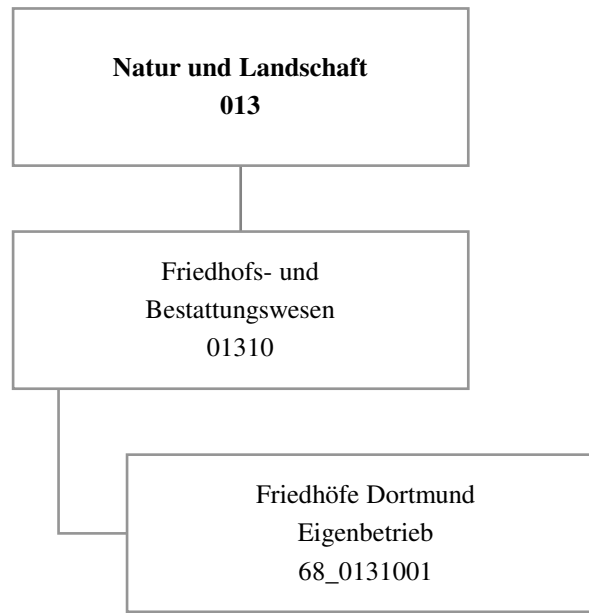 Natur und Landschaft
013
Friedhofs- und
Bestattungswesen
01310
Friedhöfe Dortmund
Eigenbetrieb
68_0131001